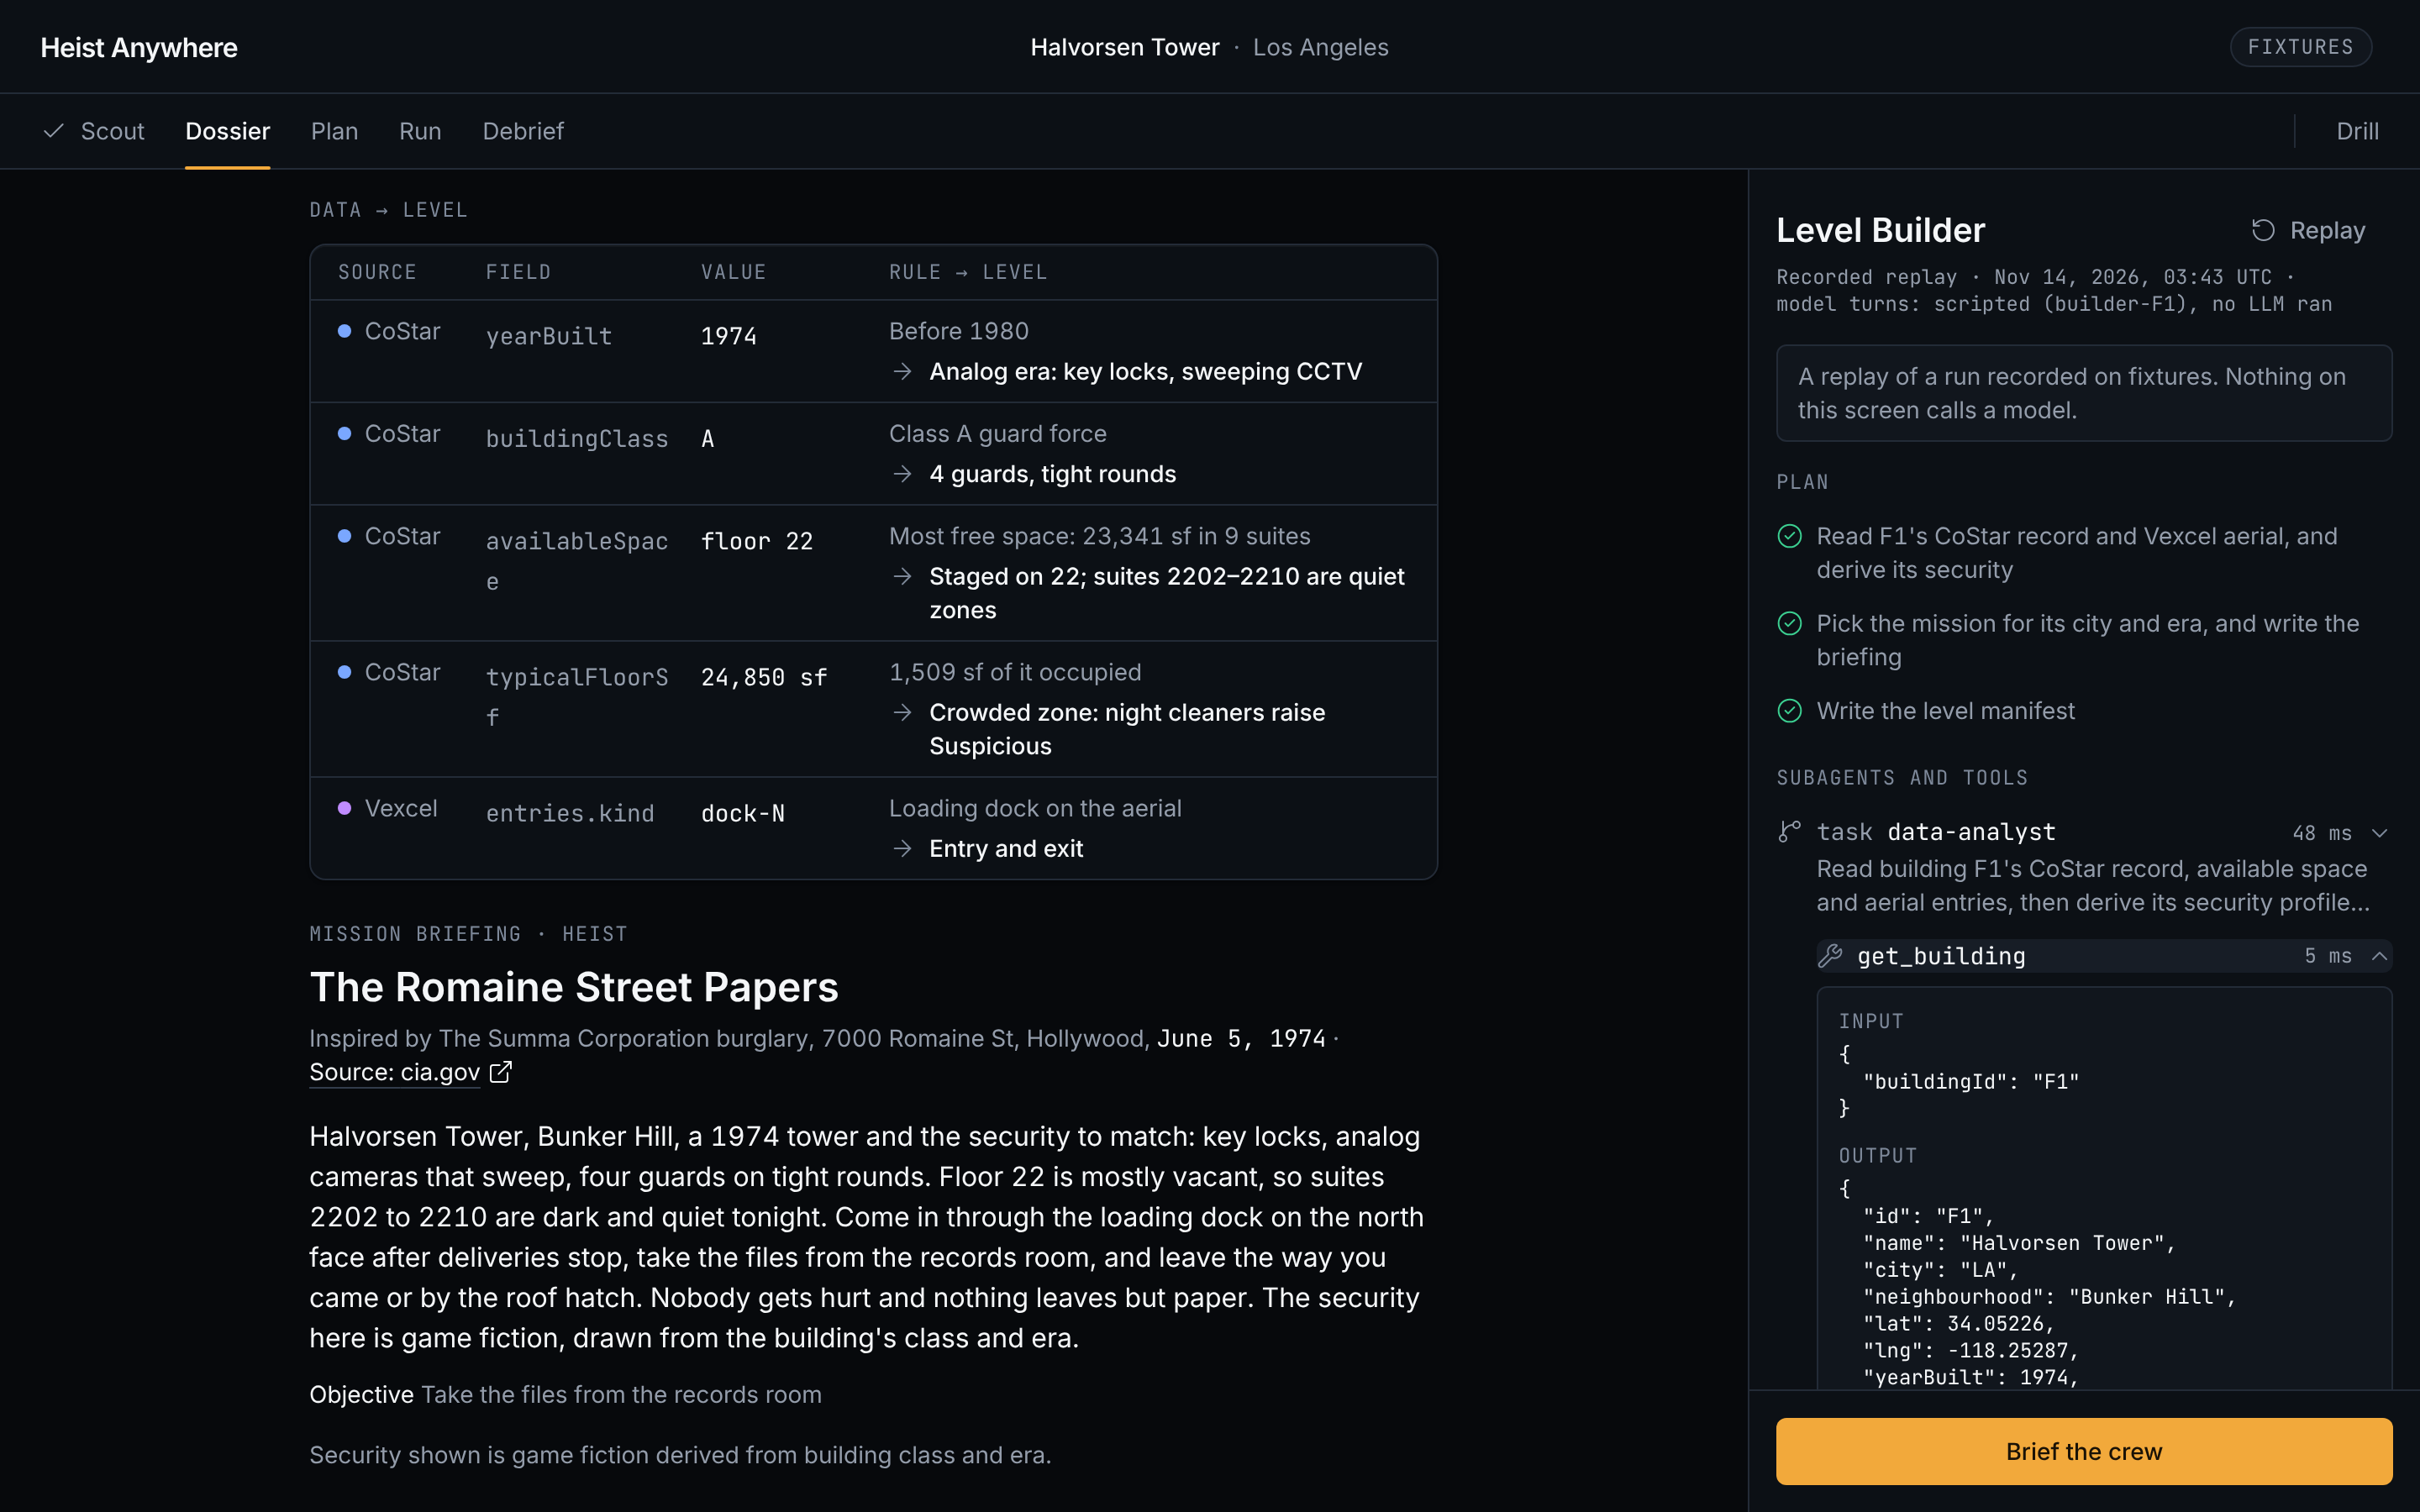 Heist Anywhere
Halvorsen Tower · Los Angeles
FIXTURES
Scout
Dossier
Plan
Run
Debrief
Drill
DATA → LEVEL
SOURCE FIELD VALUE RULE → LEVEL
CoStar yearBuilt 1974 Before 1980
→ Analog era: key locks, sweeping CCTV
CoStar buildingClass A Class A guard force
→ 4 guards, tight rounds
CoStar availableSpac floor 22 Most free space: 23,341 sf in 9 suites
e → Staged on 22; suites 2202–2210 are quiet
zones
CoStar typicalFloorS 24,850 sf 1,509 sf of it occupied
f → Crowded zone: night cleaners raise
Suspicious
Vexcel entries.kind dock-N Loading dock on the aerial
→ Entry and exit
MISSION BRIEFING · HEIST
The Romaine Street Papers
Inspired by The Summa Corporation burglary, 7000 Romaine St, Hollywood, June 5, 1974 ·
Source: cia.gov
Halvorsen Tower, Bunker Hill, a 1974 tower and the security to match: key locks, analog
cameras that sweep, four guards on tight rounds. Floor 22 is mostly vacant, so suites
2202 to 2210 are dark and quiet tonight. Come in through the loading dock on the north
face after deliveries stop, take the files from the records room, and leave the way you
came or by the roof hatch. Nobody gets hurt and nothing leaves but paper. The security
here is game fiction, drawn from the building's class and era.
Objective Take the files from the records room
Security shown is game fiction derived from building class and era.
Level Builder
Replay
Recorded replay · Nov 14, 2026, 03:43 UTC ·
model turns: scripted (builder-F1), no LLM ran
A replay of a run recorded on fixtures. Nothing on
this screen calls a model.
PLAN
Read F1's CoStar record and Vexcel aerial, and
derive its security
Pick the mission for its city and era, and write the
briefing
Write the level manifest
SUBAGENTS AND TOOLS
task data-analyst 48 ms
Read building F1's CoStar record, available space
and aerial entries, then derive its security profile...
get_building 5 ms
INPUT
{
"buildingId": "F1"
}
OUTPUT
{
"id": "F1",
"name": "Halvorsen Tower",
"city": "LA",
"neighbourhood": "Bunker Hill",
"lat": 34.05226,
"lng": -118.25287,
"yearBuilt": 1974,
Brief the crew